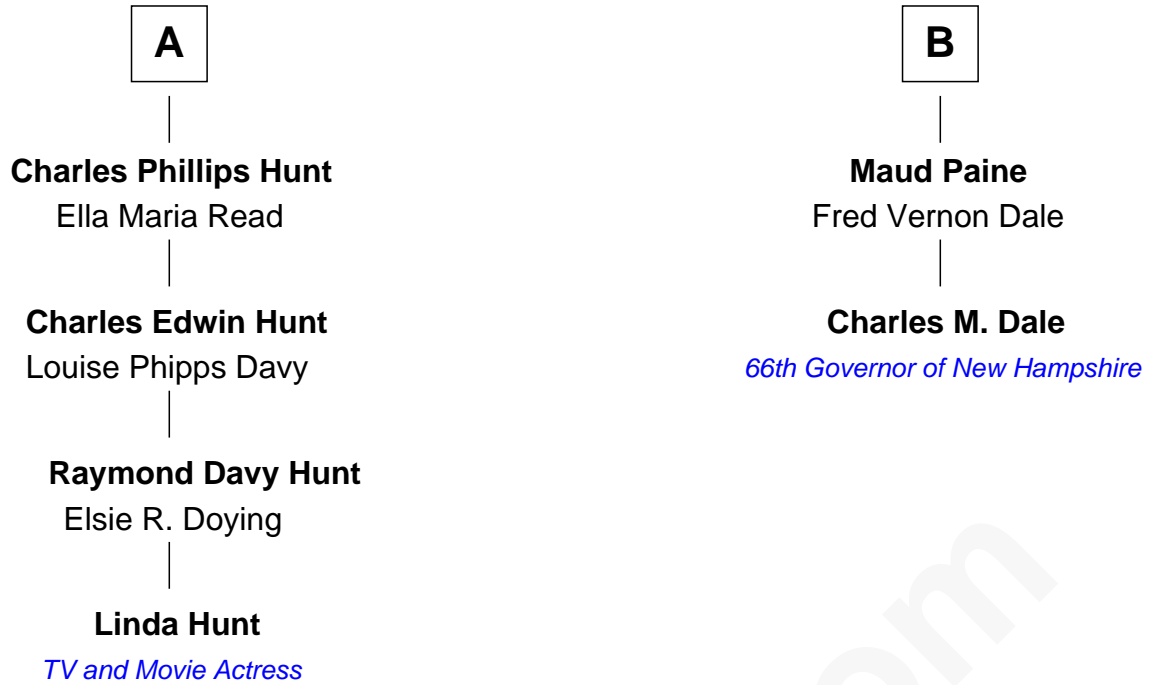 A
Charles Phillips Hunt
Ella Maria Read
Charles Edwin Hunt
Louise Phipps Davy
Raymond Davy Hunt
Elsie R. Doying
Linda Hunt
TV and Movie Actress
B
Maud Paine
Fred Vernon Dale
Charles M. Dale
66th Governor of New Hampshire
om